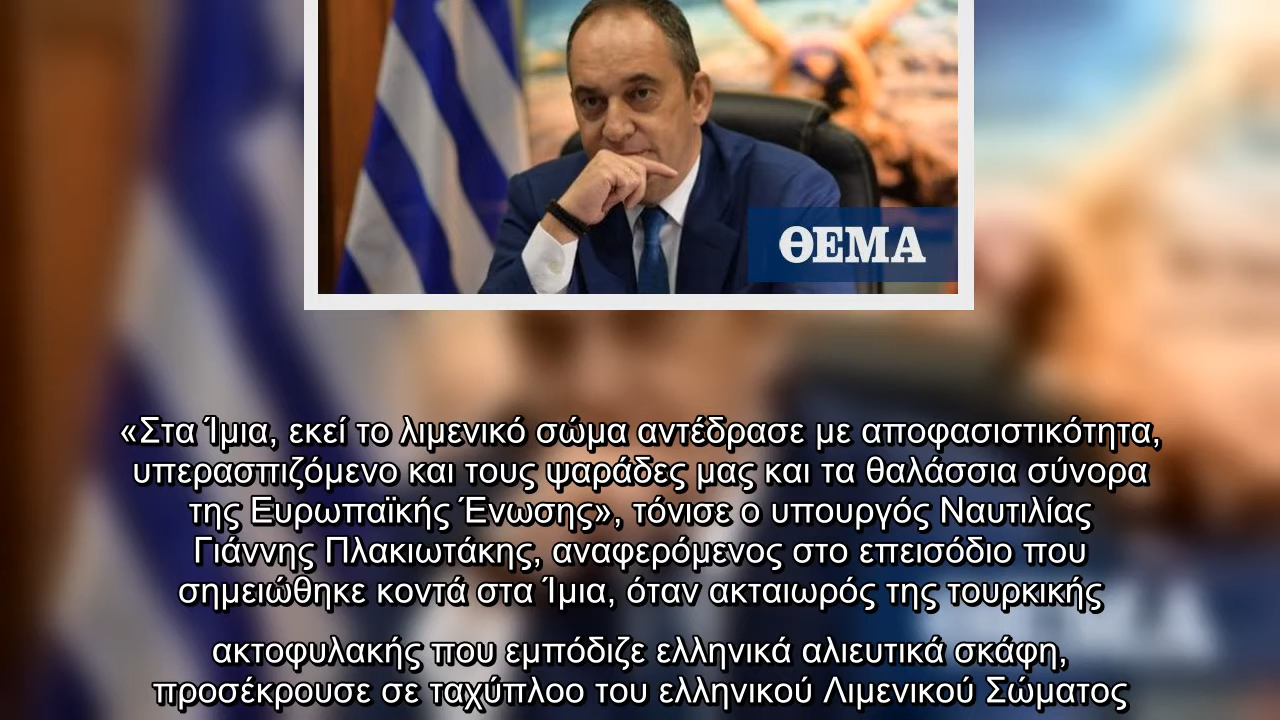 ΘΕΜΑ
«Στα Ίμια, εκεί το λιμενικό σώμα αντέδρασε με αποφασιστικότητα,
υπερασπιζόμενο και τους ψαράδες μας και τα θαλάσσια σύνορα
της Ευρωπαϊκής Ένωσης», τόνισε ο υπουργός Ναυτιλίας
Γιάννης Πλακιωτάκης, αναφερόμενος στο επεισόδιο που
σημειώθηκε κοντά στα Ίμια, όταν ακταιωρός της τουρκικής
ακτοφυλακής που εμπόδιζε ελληνικά αλιευτικά σκάφη,
προσέκρουσε σε ταχύπλοο του ελληνικού Λιμενικού Σώματος